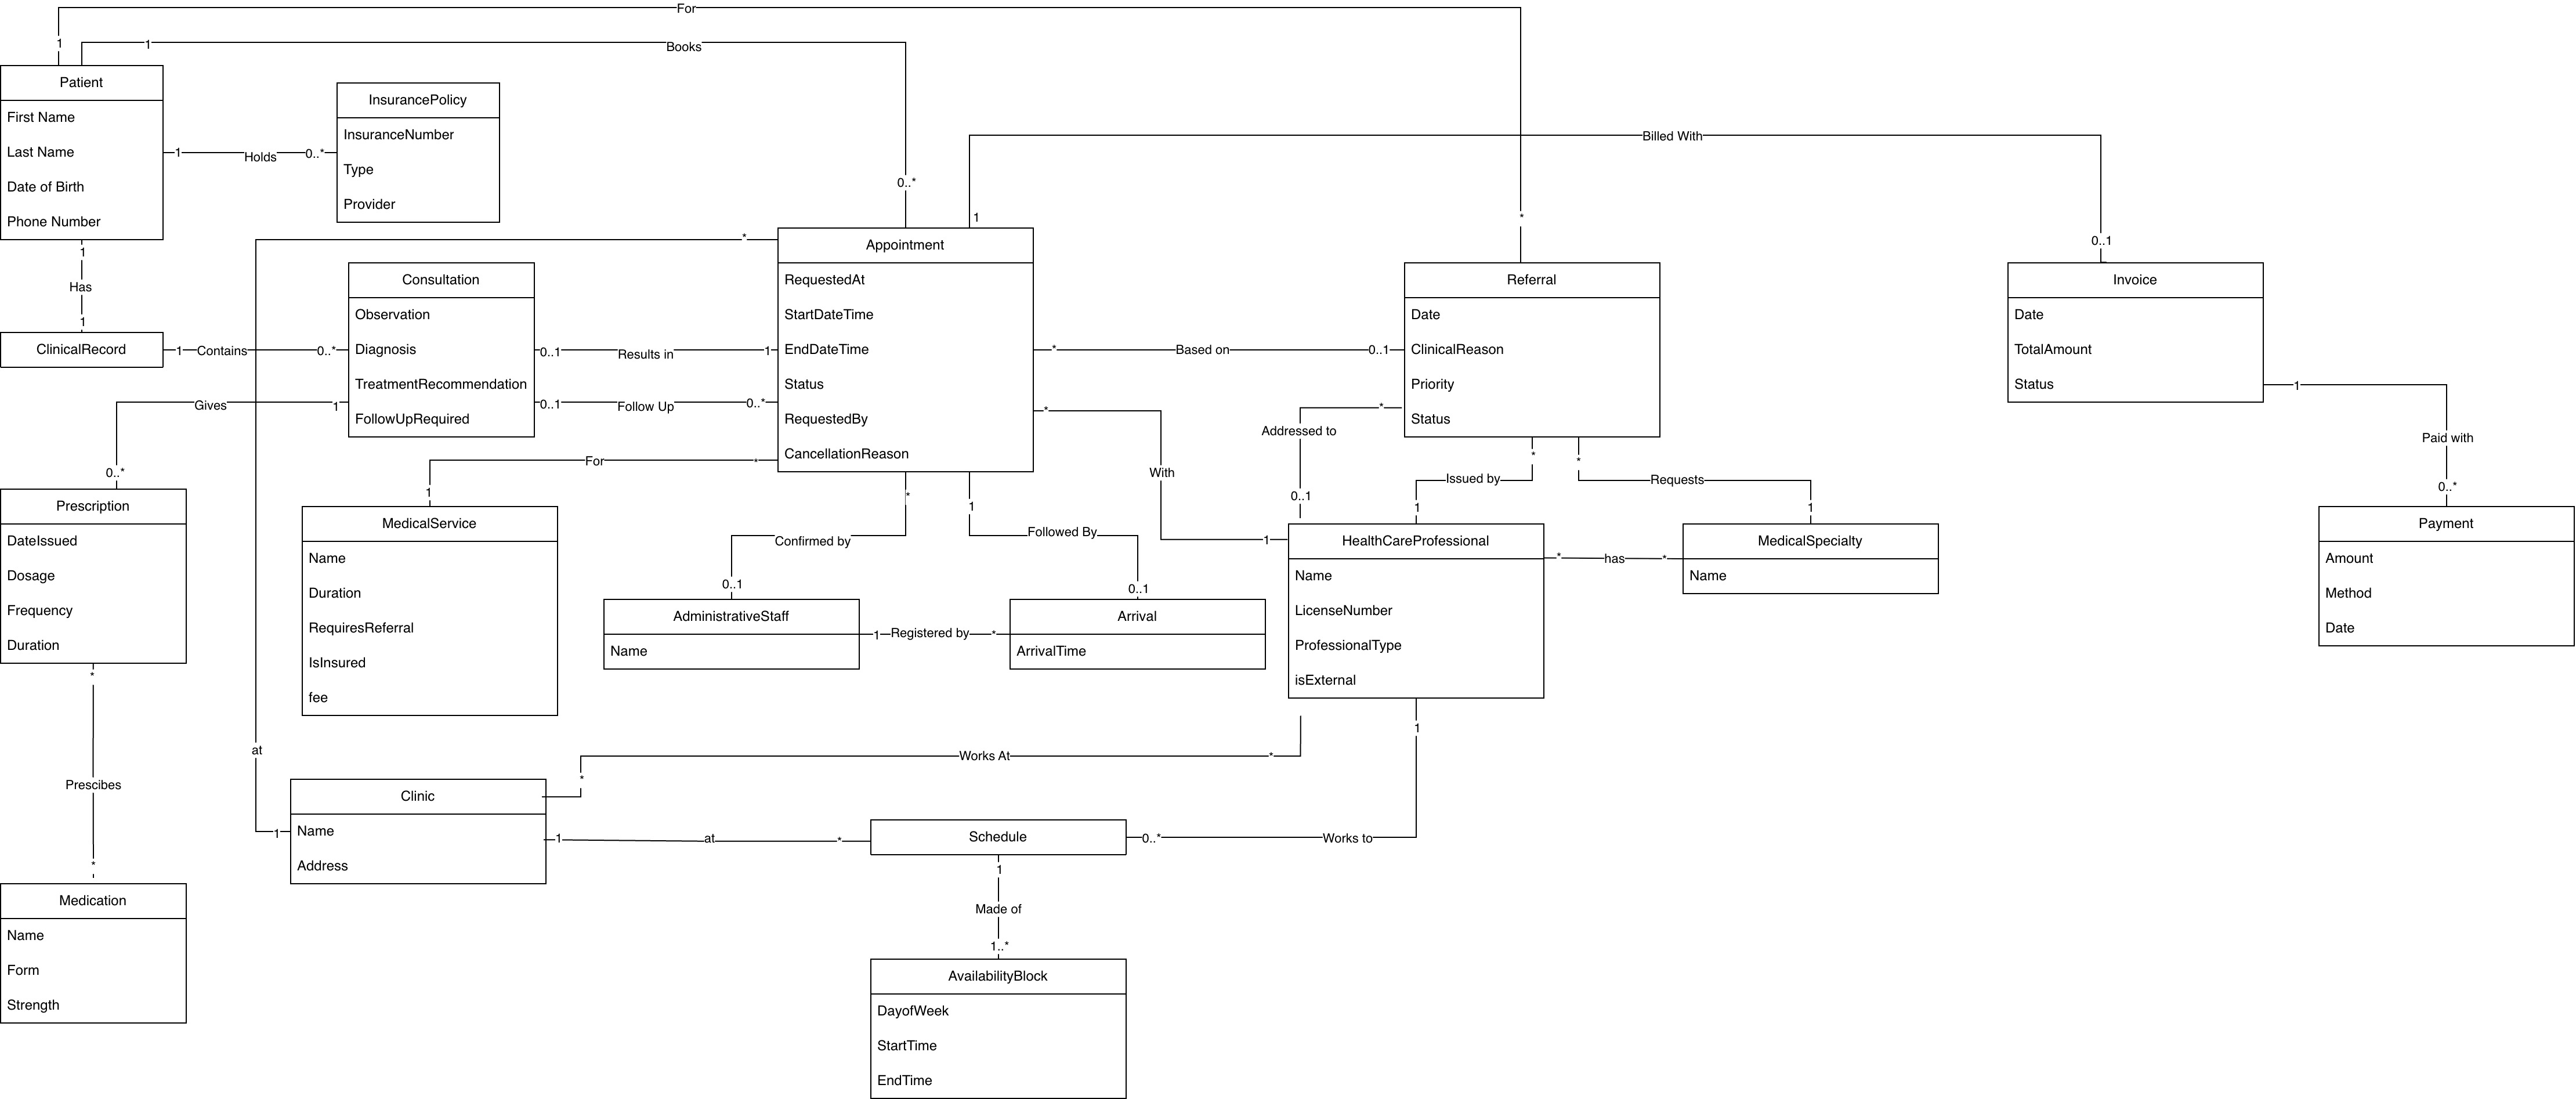 For
1
1
Books
Patient
First Name
Last Name
Date of Birth
Phone Number
InsurancePolicy
InsuranceNumber
Type
Provider
1
Holds
0..*
0..*
1
Billed With
*
0..1
1
Has
1
ClinicalRecord
1
Contains
0..*
Consultation
Observation
Diagnosis
TreatmentRecommendation
FollowUpRequired
*
Appointment
RequestedAt
StartDateTime
EndDateTime
Status
RequestedBy
CancellationReason
0..1
Results in
1
0..1
Follow Up
0..*
*
Based on
0..1
Referral
Date
ClinicalReason
Priority
Status
Invoice
Date
TotalAmount
Status
1
Paid with
0..*
Gives
1
0..*
For
*
1
*
With
1
*
Addressed to
0..1
*
Issued by
1
*
Requests
1
Prescription
DateIssued
Dosage
Frequency
Duration
MedicalService
Name
Duration
RequiresReferral
IsInsured
fee
*
Confirmed by
0..1
1
Followed By
0..1
AdministrativeStaff
Name
1
Registered by
*
Arrival
ArrivalTime
HealthCareProfessional
Name
LicenseNumber
ProfessionalType
isExternal
*
has
*
MedicalSpecialty
Name
Payment
Amount
Method
Date
*
Prescibes
*
at
1
*
Works At
*
1
Clinic
Name
Address
1
at
*
Schedule
0..*
Works to
1
Made of
1..*
Medication
Name
Form
Strength
AvailabilityBlock
DayofWeek
StartTime
EndTime